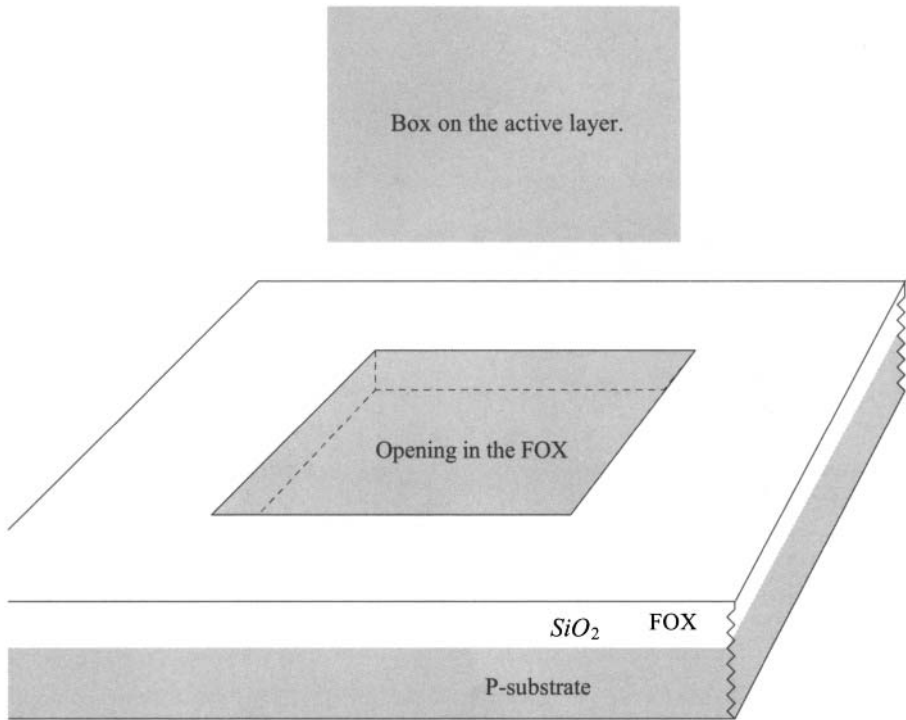 Box on the active layer.
Opening in the FOX
SiO₂ FOX
P-substrate